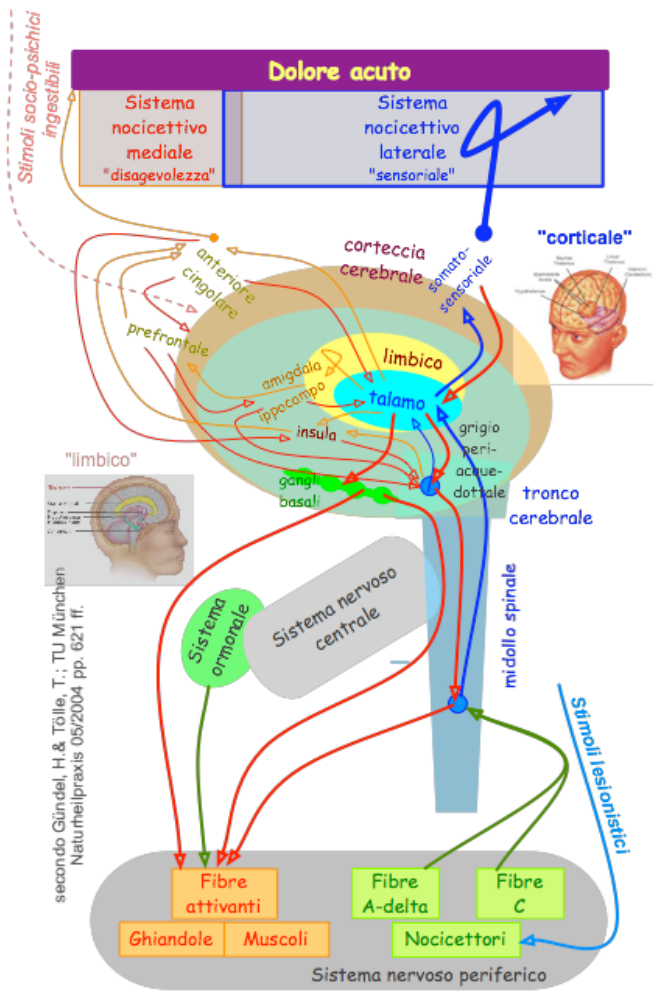 Dolore acuto
Stimoli socio-psichici
ingestibili
Sistema
nocicettivo
mediale
"disagevolezza"
Sistema
nocicettivo
laterale
"sensoriale"
corteccia
cerebrale
somato-
sensoriale
"corticale"
anteriore
cingolare
prefrontale
limbico
amigdala
ippocampo
talamo
insula
grigio
peri-
acque-
dottale
gangli
basali
"limbico"
tronco
cerebrale
Sistema
ormonale
Sistema nervoso
centrale
midollo spinale
Stimoli lesionistici
secondo Gündel, H.& Tölle, T.; TU München
Naturheilpraxis 05/2004 pp. 621 ff.
Fibre
attivanti
Fibre
A-delta
Fibre
C
Ghiandole
Muscoli
Nocicettori
Sistema nervoso periferico